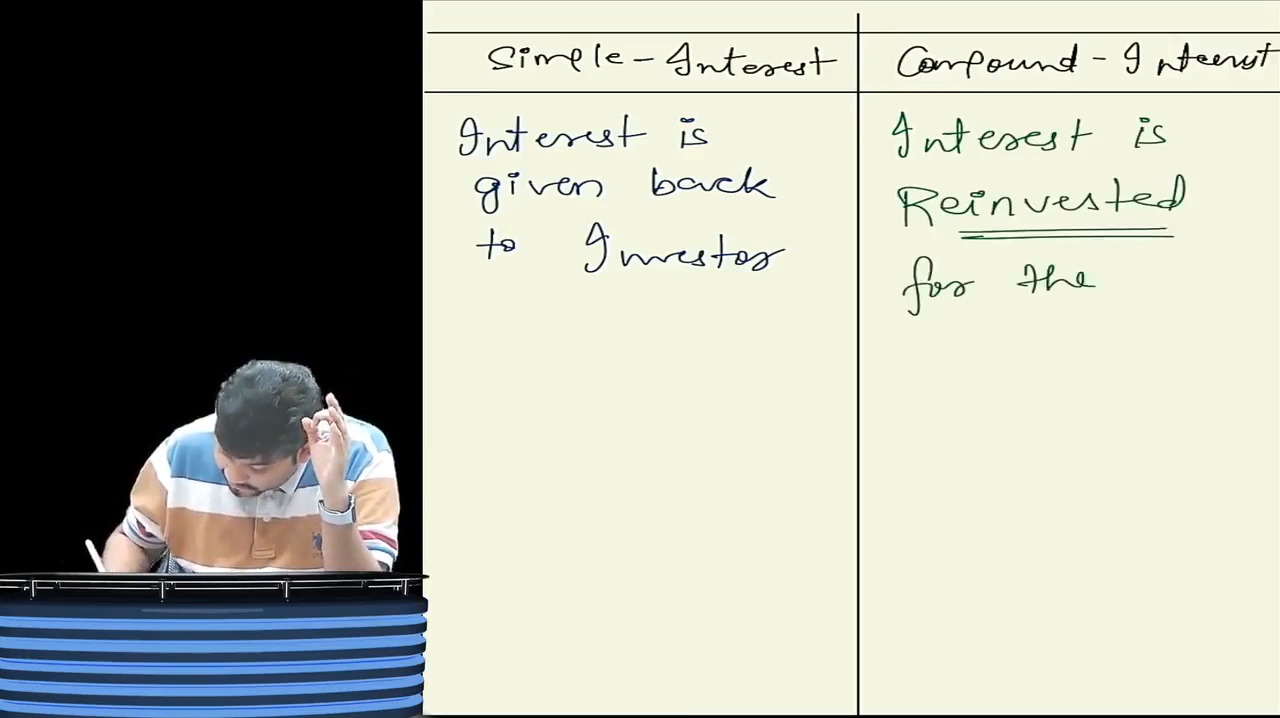 Simple - Interest
Compound - Interest
Interest is
given back
to Investor
Interest is
Reinvested
for the